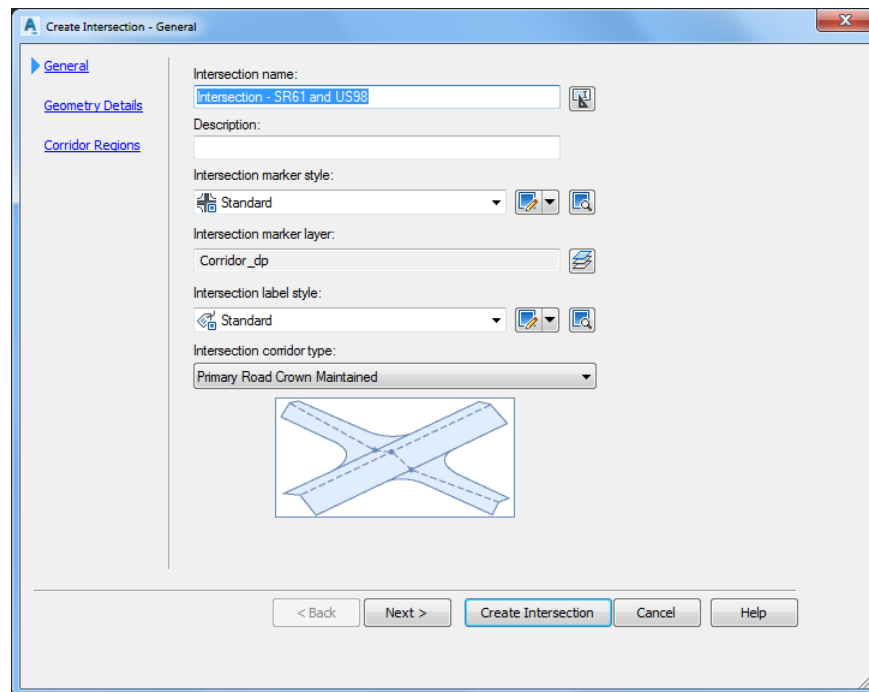 Create Intersection - General
General
Geometry Details
Corridor Regions
Intersection name:
Intersection - SR61 and US98
Description:
Intersection marker style:
Standard
Intersection marker layer:
Corridor_dp
Intersection label style:
Standard
Intersection corridor type:
Primary Road Crown Maintained
< Back Next > Create Intersection Cancel Help